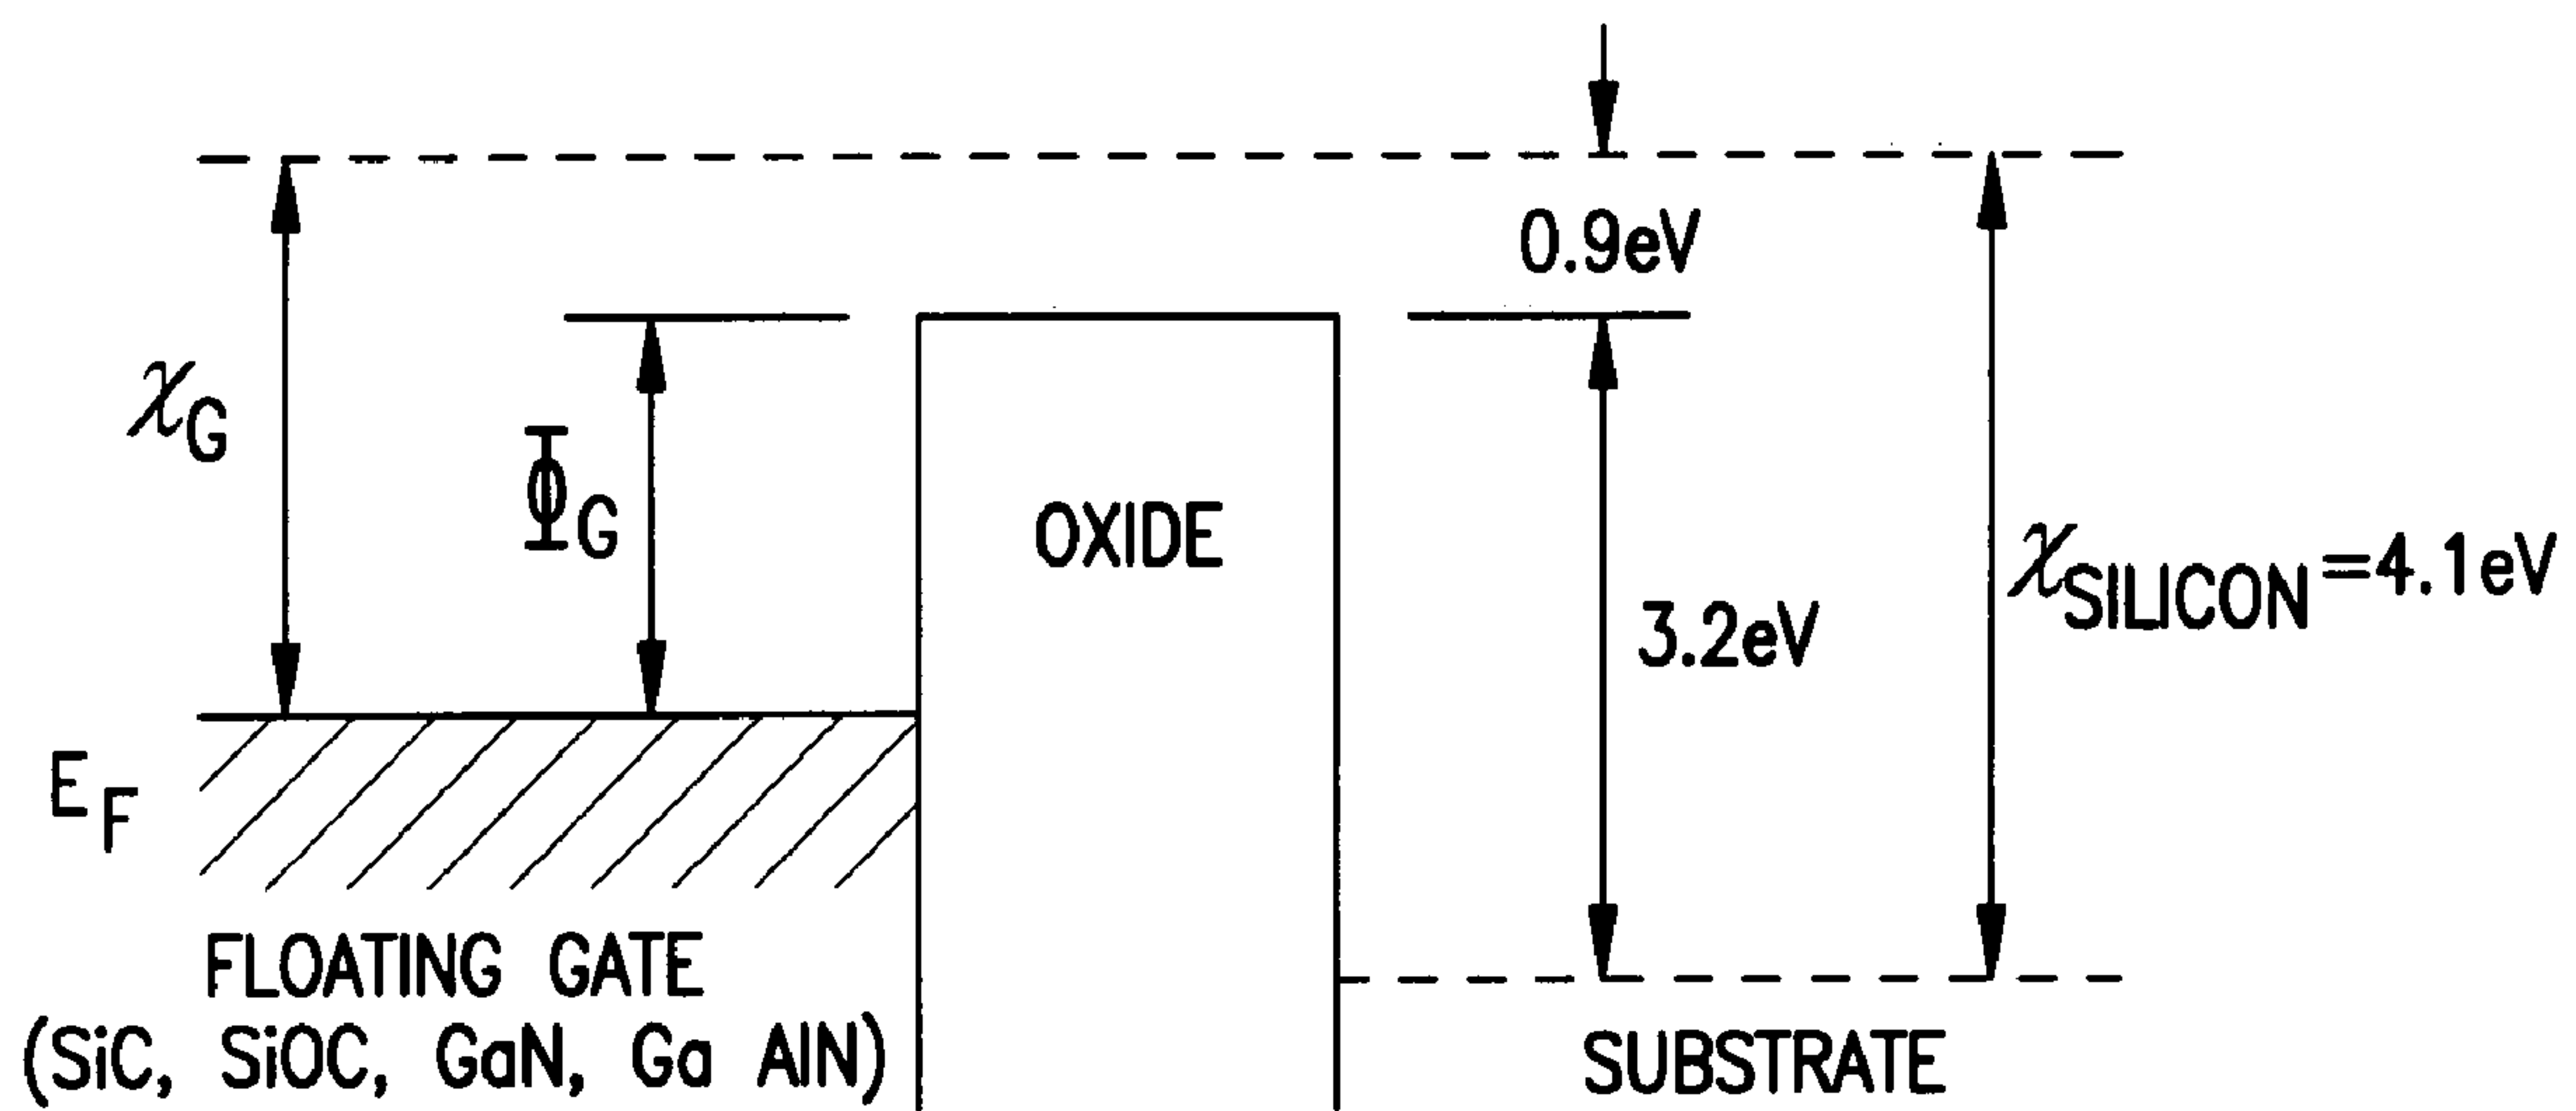 0.9eV
χG
ΦG
OXIDE
χSILICON=4.1eV
3.2eV
EF
FLOATING GATE
(SiC, SiOC, GaN, Ga AlN)
SUBSTRATE